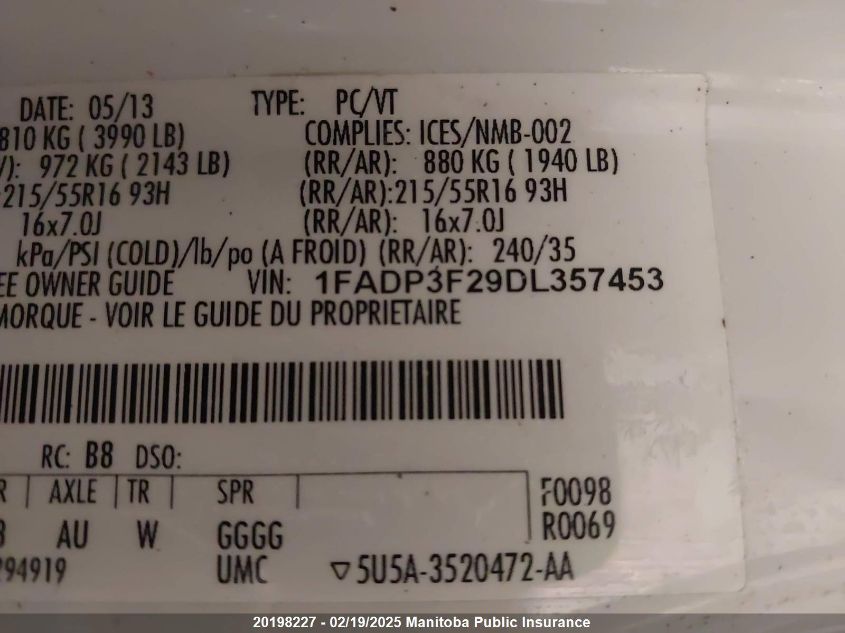 DATE: 05/13 TYPE: PC/VT
810 KG ( 3990 LB) COMPLIES: ICES/NMB-002
): 972 KG ( 2143 LB) (RR/AR): 880 KG ( 1940 LB)
:215/55R16 93H (RR/AR):215/55R16 93H
16x7.0J (RR/AR): 16x7.0J
kPa/PSI (COLD)/lb/po (A FROID) (RR/AR): 240/35
EE OWNER GUIDE VIN: 1FADP3F29DL357453
MORQUE - VOIR LE GUIDE DU PROPRIETAIRE
RC: B8 DSO:
R | AXLE | TR | SPR | F0098
AU W GGGG R0069
294919 UMC ▽5U5A-3520472-AA
20198227 - 02/19/2025 Manitoba Public Insurance